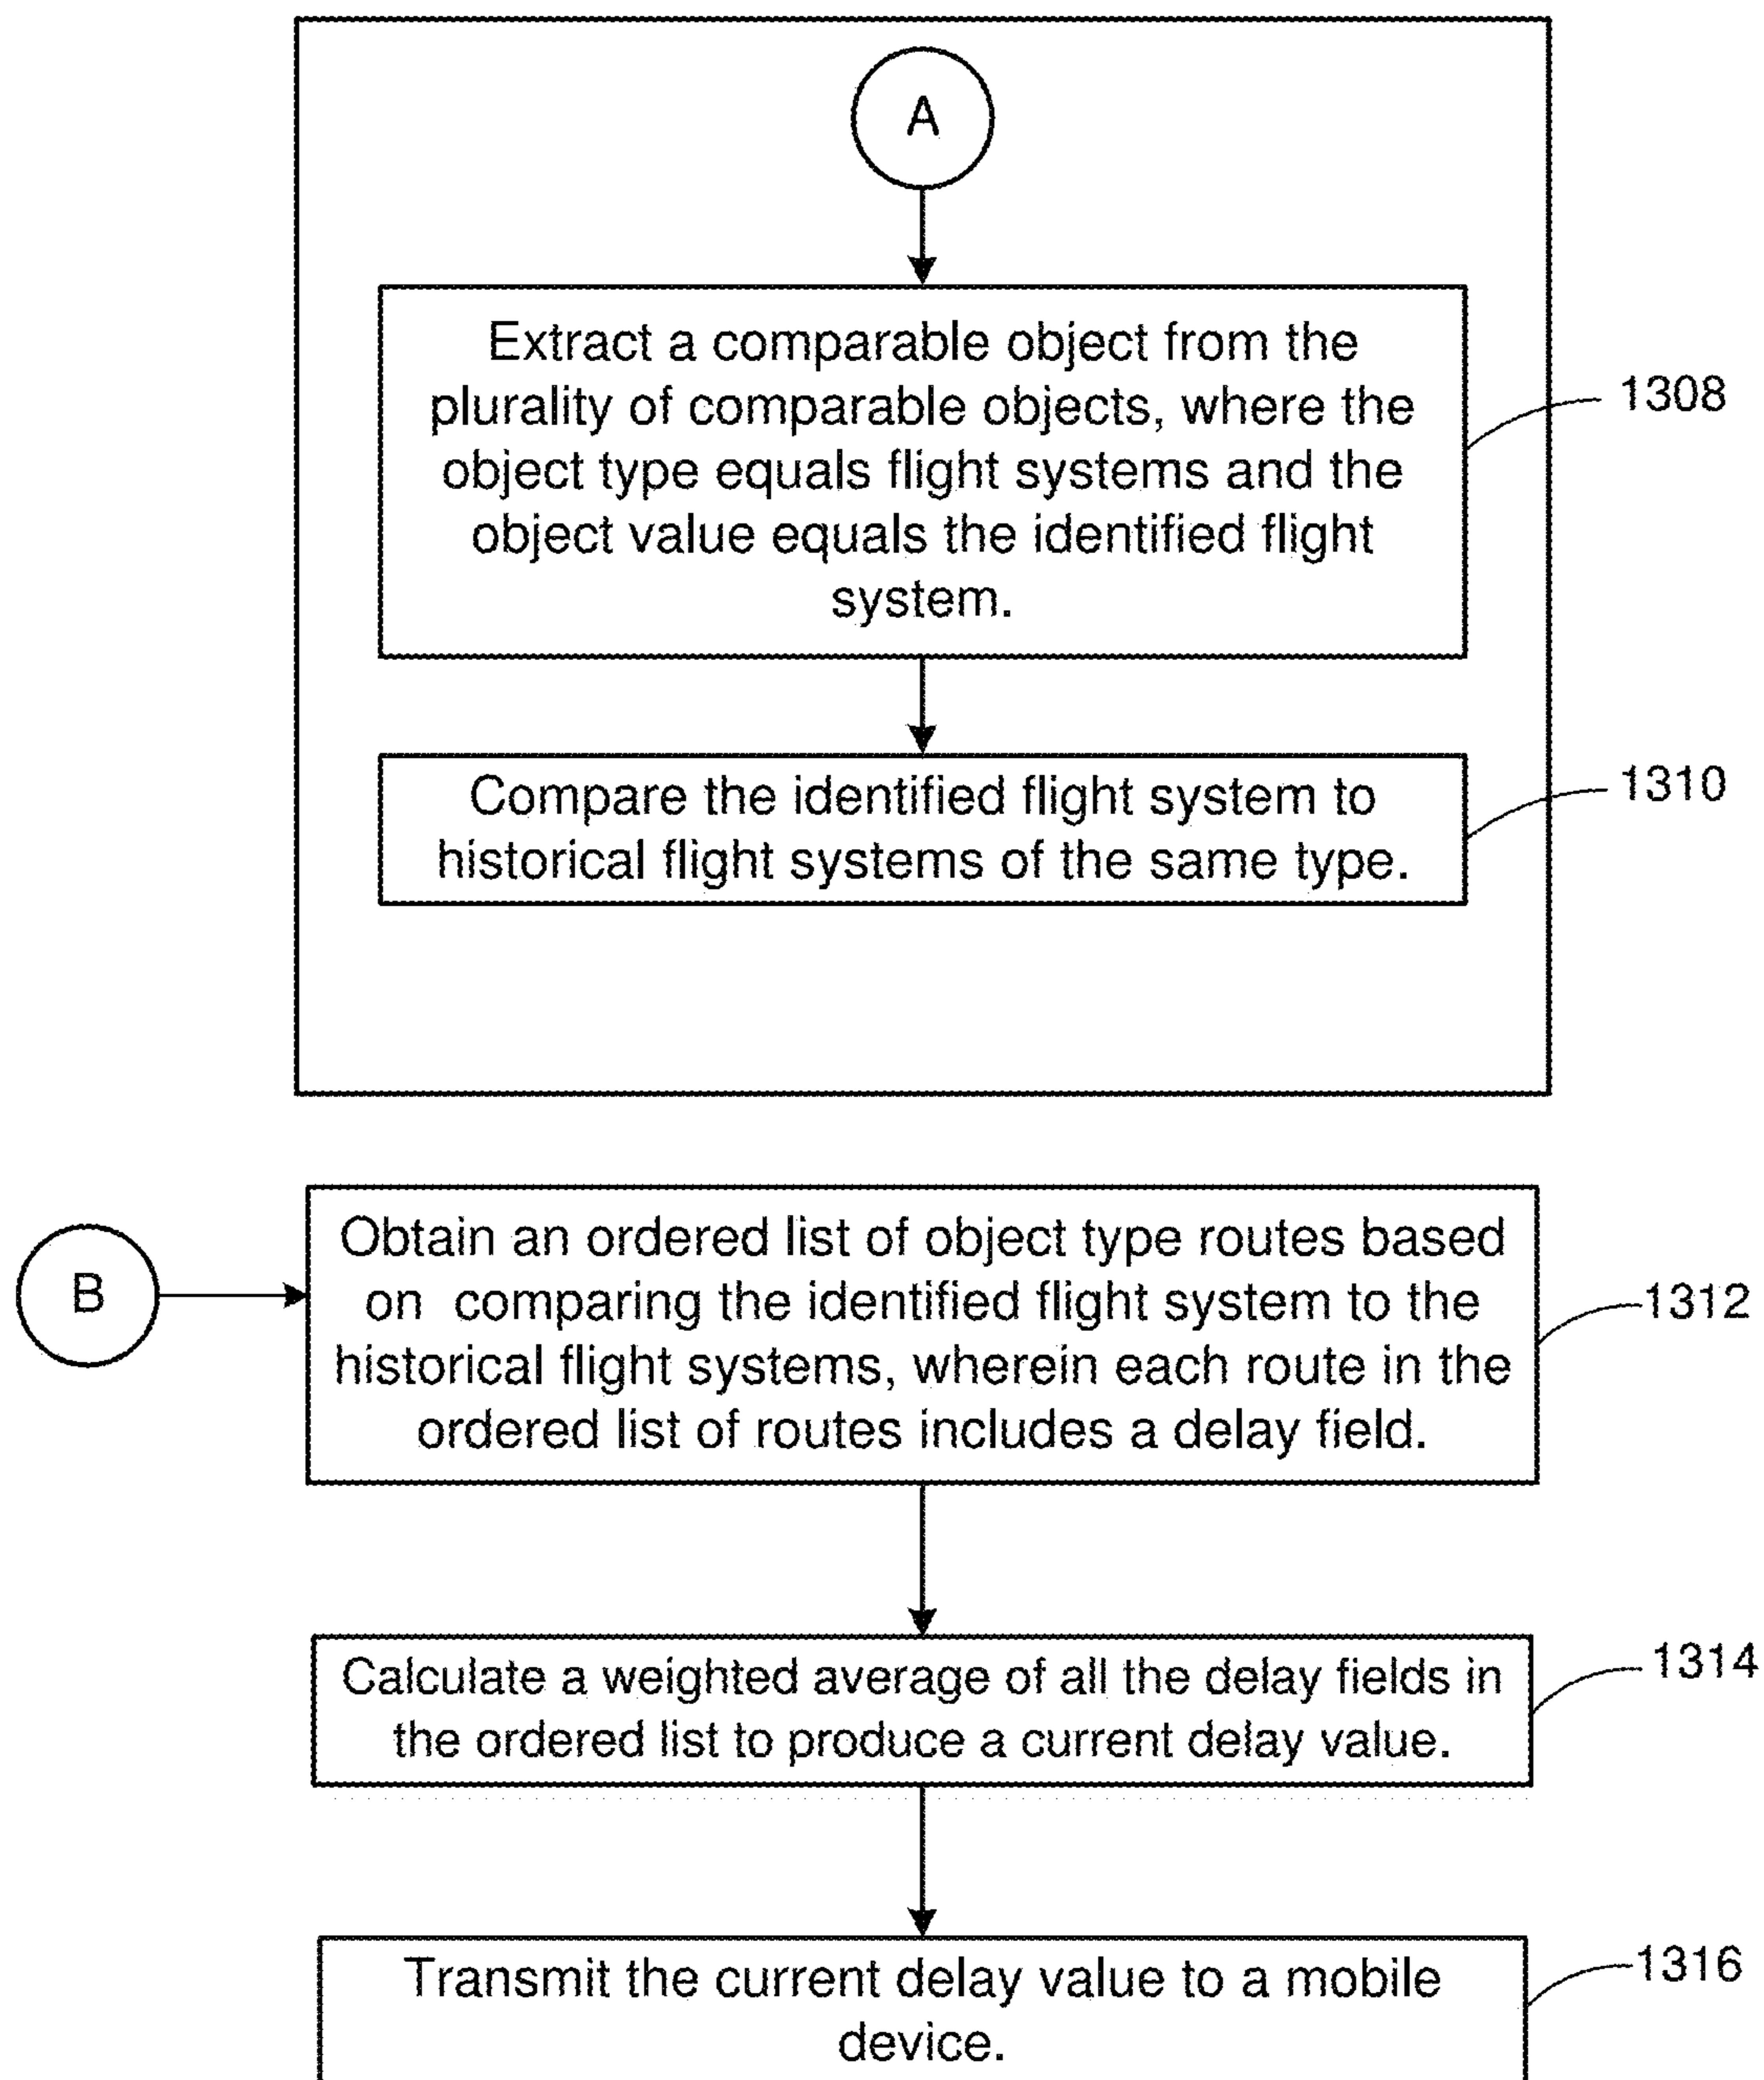 A
Extract a comparable object from the
plurality of comparable objects, where the
object type equals flight systems and the
object value equals the identified flight
system.
1308
Compare the identified flight system to
historical flight systems of the same type.
1310
B
Obtain an ordered list of object type routes based
on comparing the identified flight system to the
historical flight systems, wherein each route in the
ordered list of routes includes a delay field.
1312
Calculate a weighted average of all the delay fields in
the ordered list to produce a current delay value.
1314
Transmit the current delay value to a mobile
device.
1316